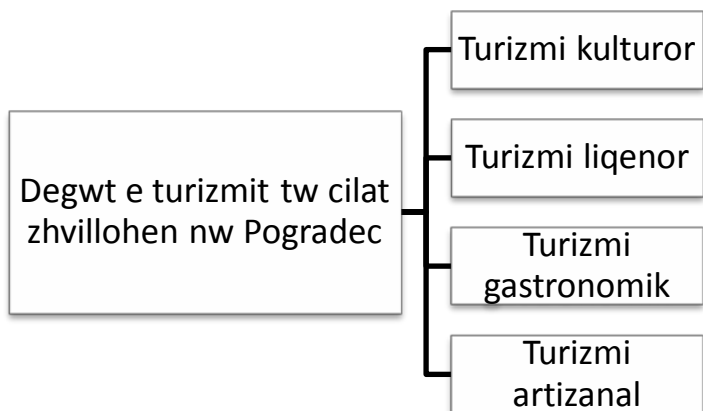 Turizmi kulturor
Turizmi liqenor
Degwt e turizmit tw cilat
zhvillohen nw Pogradec
Turizmi
gastronomik
Turizmi
artizanal